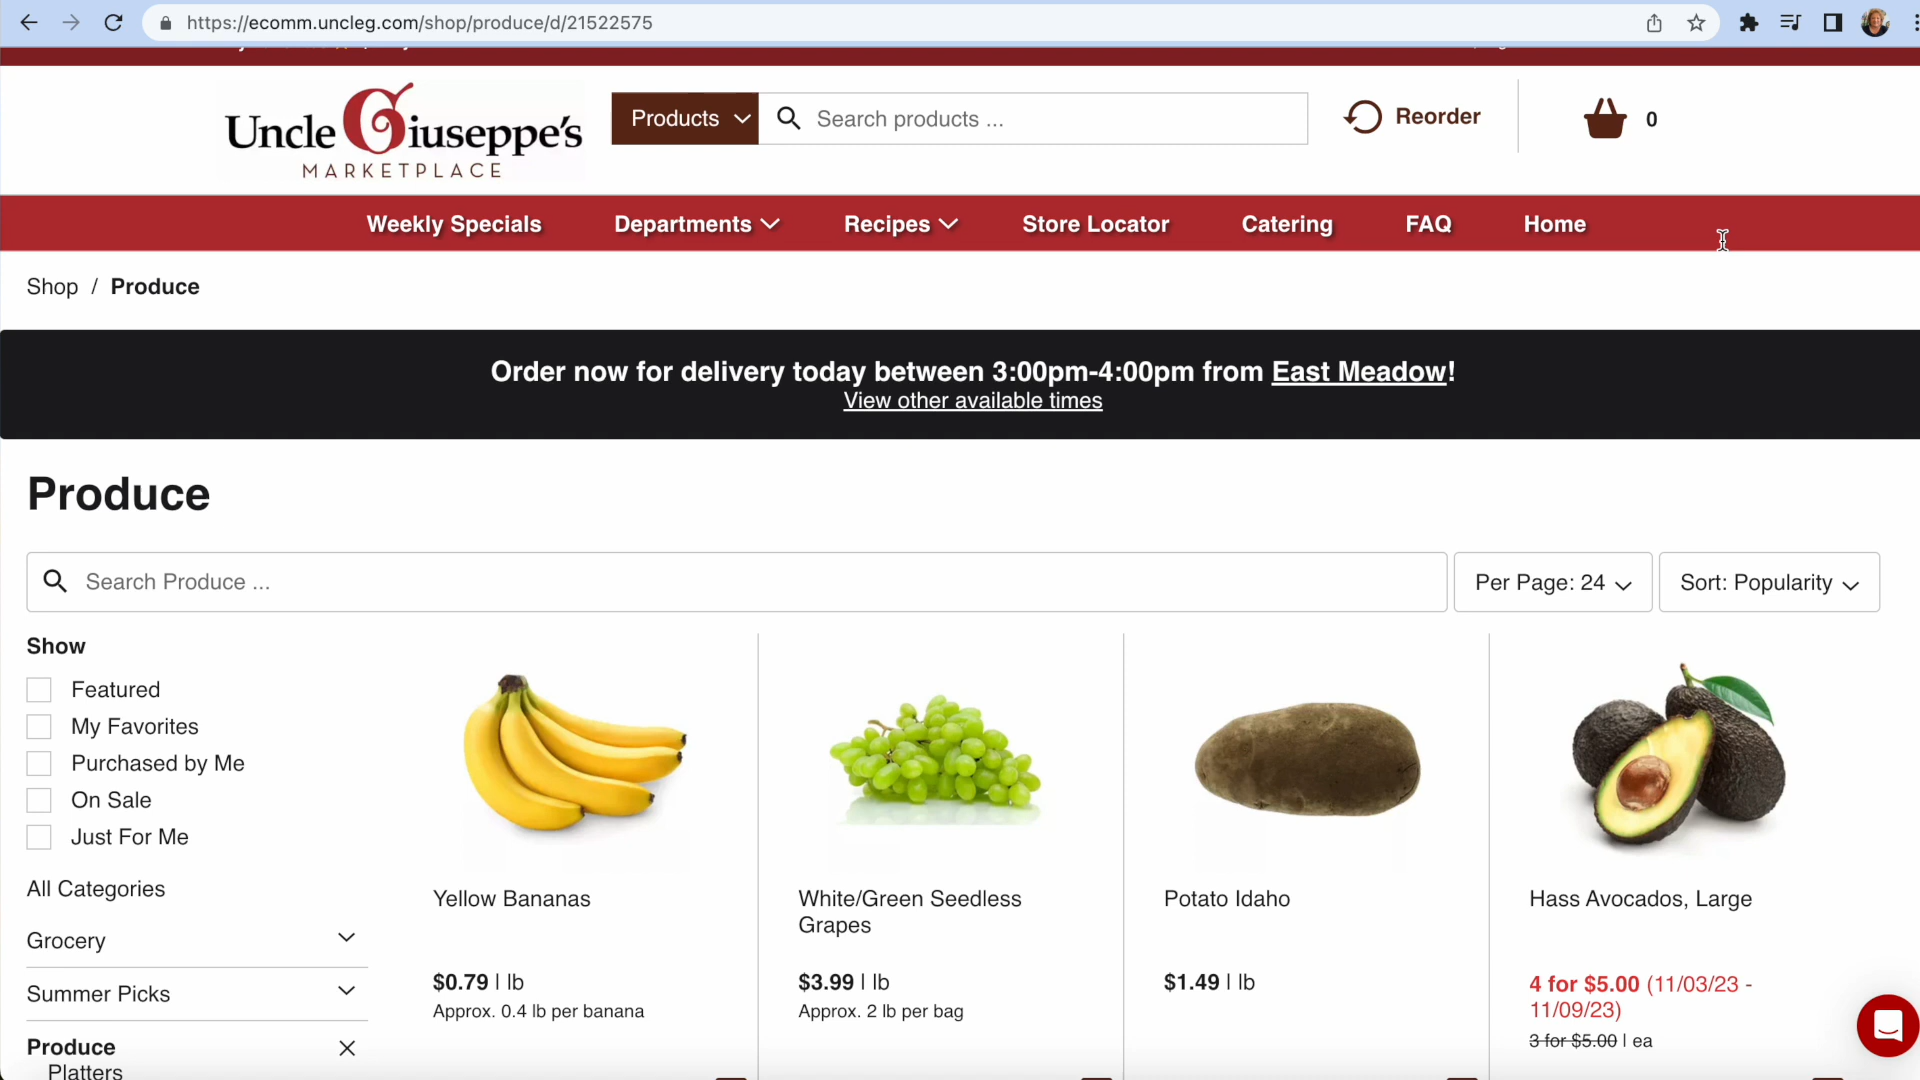 https://ecomm.uncleg.com/shop/produce/d/21522575
Uncle Giuseppe's
MARKETPLACE
Products
Search products ...
Reorder
0
Weekly Specials
Departments
Recipes
Store Locator
Catering
FAQ
Home
Shop / Produce
Order now for delivery today between 3:00pm-4:00pm from East Meadow!
View other available times
Produce
Search Produce ...
Per Page: 24
Sort: Popularity
Show
Featured
My Favorites
Purchased by Me
On Sale
Just For Me
All Categories
Grocery
Summer Picks
Produce
Platters
Yellow Bananas
$0.79 | lb
Approx. 0.4 lb per banana
White/Green Seedless
Grapes
$3.99 | lb
Approx. 2 lb per bag
Potato Idaho
$1.49 | lb
Hass Avocados, Large
4 for $5.00 (11/03/23 -
11/09/23)
3 for $5.00 | ea